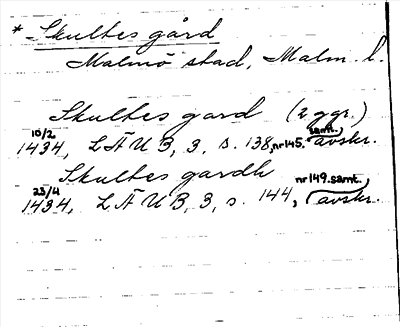 * Skultes gård
Malmö stad, Malm. l.
Skultes gard (2 ggr.)
10/2 1434, LÄUB, 3, s. 138, nr 145. samt. avskr.
Skultes gardh
23/4 1434, LÄUB, 3, s. 144, nr 149. samt. avskr.